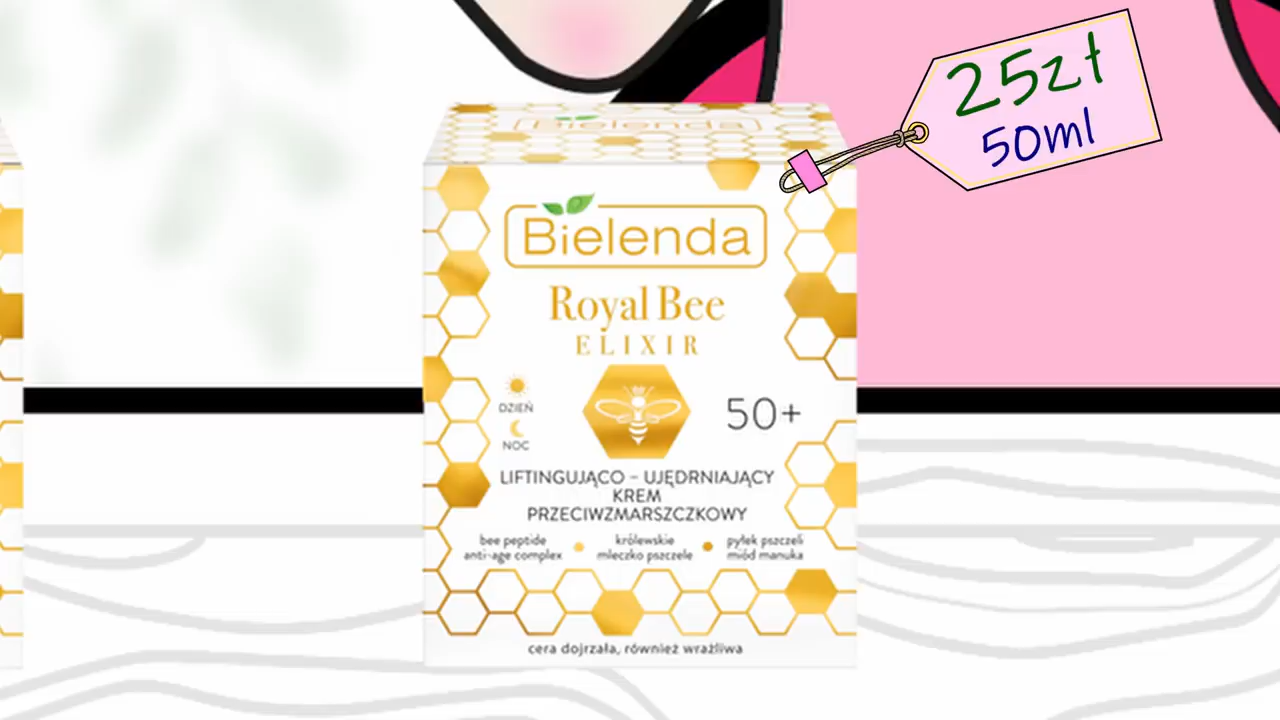 25zł
50ml
Bielenda
Bielenda
Royal Bee
ELIXIR
DZIEŃ
NOC
50+
LIFTINGUJĄCO – UJĘDRNIAJĄCY
KREM
PRZECIWZMARSZCZKOWY
bee peptide
anti-age complex
królewskie
mleczko pszczele
pyłek pszczeli
miód manuka
cera dojrzała, również wrażliwa